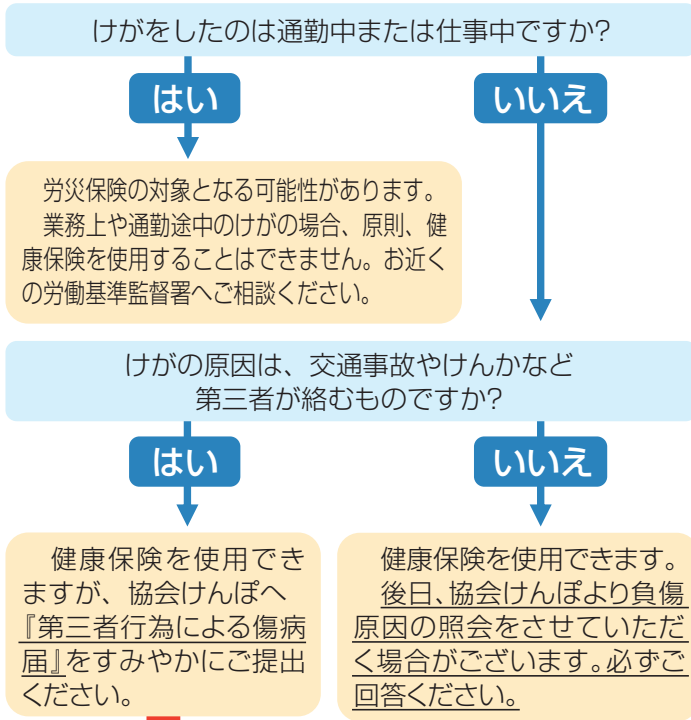 けがをしたのは通勤中または仕事中ですか?
はい
いいえ
労災保険の対象となる可能性があります。
業務上や通勤途中のけがの場合、原則、健
康保険を使用することはできません。お近く
の労働基準監督署へご相談ください。
けがの原因は、交通事故やけんかなど
第三者が絡むものですか?
はい
いいえ
健康保険を使用でき
ますが、協会けんぽへ
『第三者行為による傷病
届』をすみやかにご提出
ください。
健康保険を使用できます。
後日、協会けんぽより負傷
原因の照会をさせていただ
く場合がございます。必ずご
回答ください。